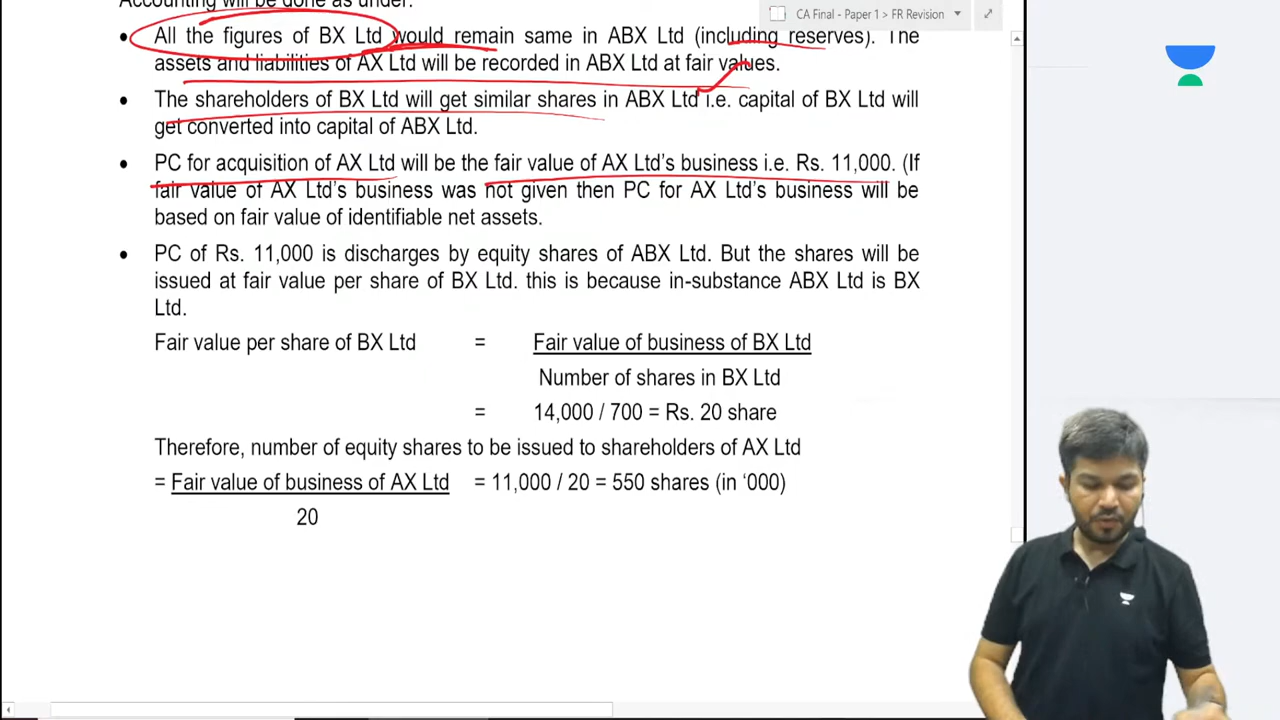 Accounting will be done as under:
CA Final - Paper 1 > FR Revision
• All the figures of BX Ltd would remain same in ABX Ltd (including reserves). The
assets and liabilities of AX Ltd will be recorded in ABX Ltd at fair values.
• The shareholders of BX Ltd will get similar shares in ABX Ltd i.e. capital of BX Ltd will
get converted into capital of ABX Ltd.
• PC for acquisition of AX Ltd will be the fair value of AX Ltd's business i.e. Rs. 11,000. (If
fair value of AX Ltd's business was not given then PC for AX Ltd's business will be
based on fair value of identifiable net assets.
• PC of Rs. 11,000 is discharges by equity shares of ABX Ltd. But the shares will be
issued at fair value per share of BX Ltd. this is because in-substance ABX Ltd is BX
Ltd.
Fair value per share of BX Ltd = Fair value of business of BX Ltd
Number of shares in BX Ltd
= 14,000 / 700 = Rs. 20 share
Therefore, number of equity shares to be issued to shareholders of AX Ltd
= Fair value of business of AX Ltd = 11,000 / 20 = 550 shares (in '000)
20